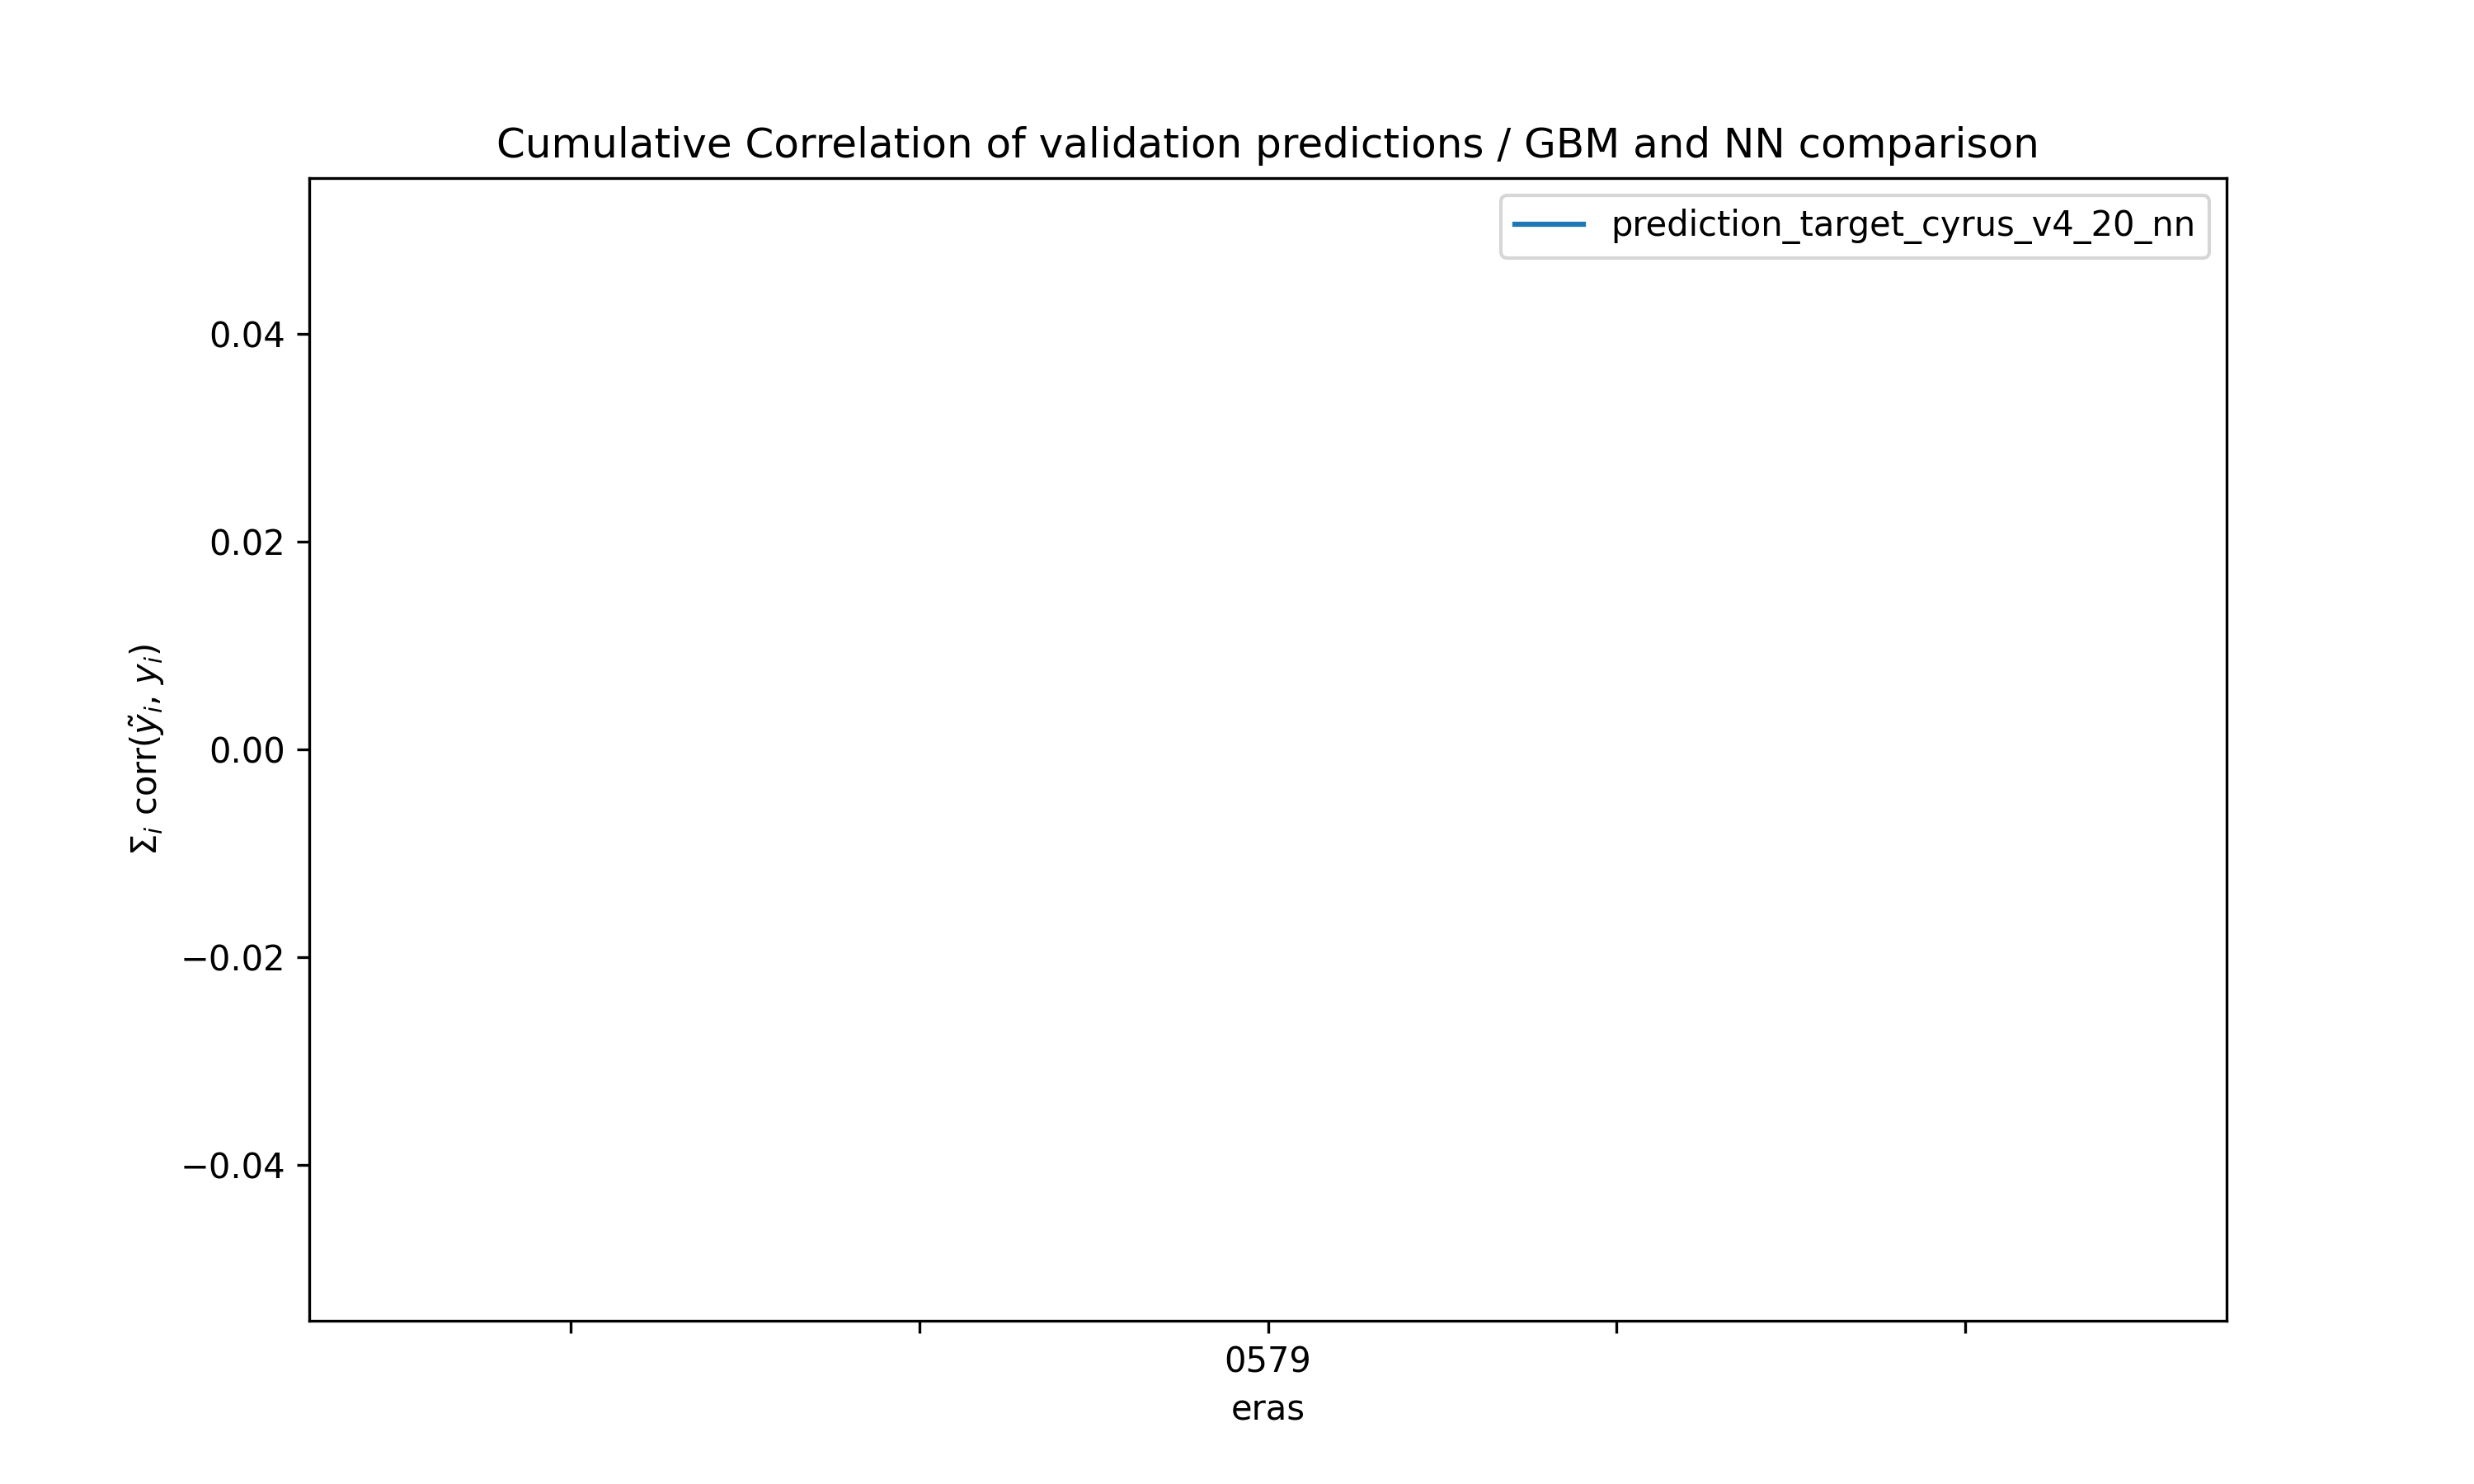 Cumulative Correlation of validation predictions / GBM and NN comparison
prediction_target_cyrus_v4_20_nn
0.04
0.02
0.00
−0.02
−0.04
Σᵢ corr(ỹᵢ, yᵢ)
0579
eras